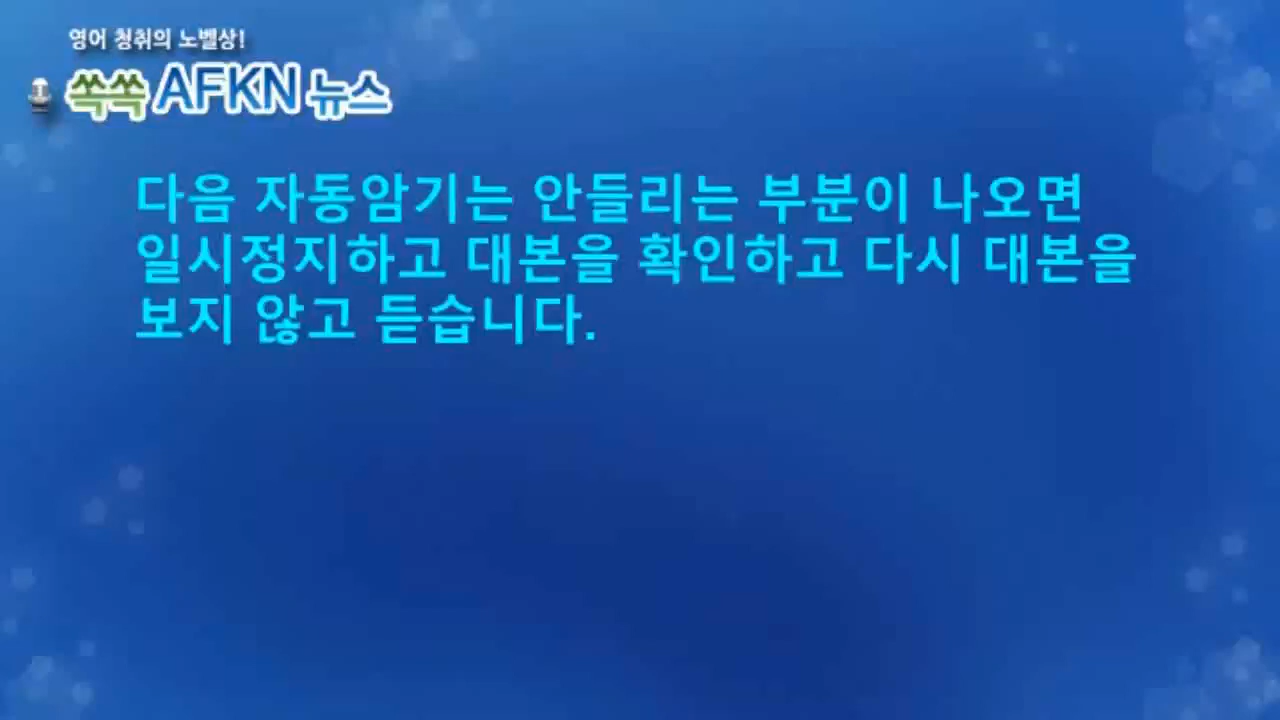 영어 청취의 노벨상!
쏙쏙 AFKN 뉴스
다음 자동암기는 안들리는 부분이 나오면
일시정지하고 대본을 확인하고 다시 대본을
보지 않고 듣습니다.